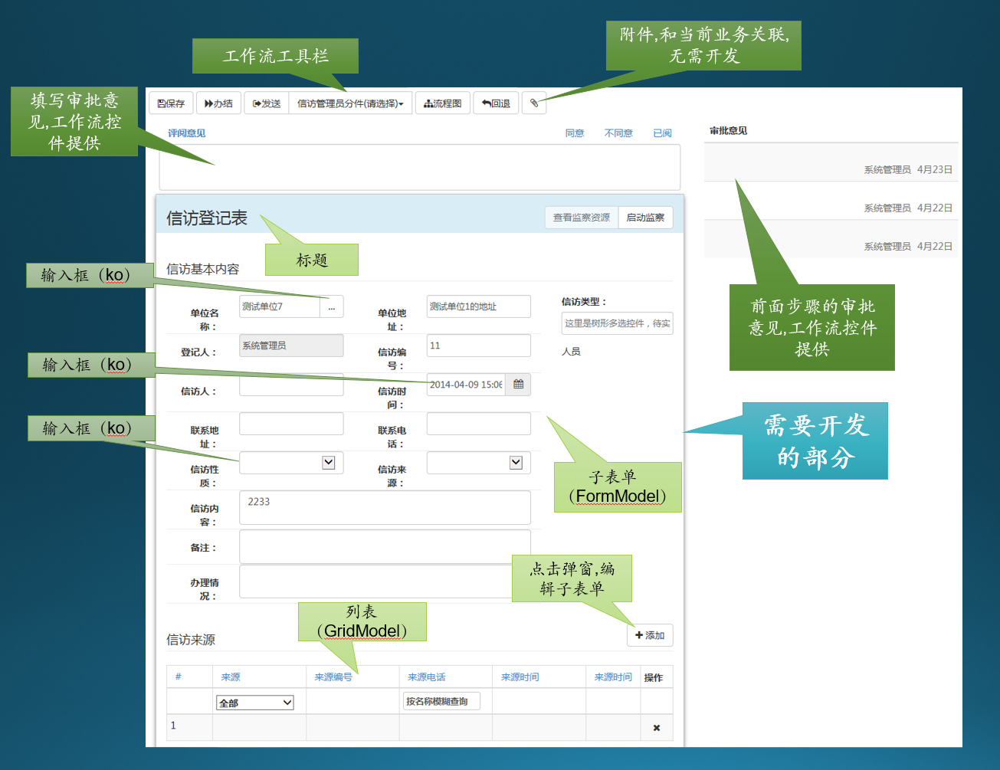 工作流工具栏
附件,和当前业务关联,
无需开发
填写审批意
见,工作流控
件提供
保存
办结
发送
信访管理员分件(请选择)
流程图
回退
评阅意见
同意
不同意
已阅
审批意见
系统管理员 4月23日
系统管理员 4月22日
系统管理员 4月22日
前面步骤的审批
意见,工作流控件
提供
信访登记表
查看监察资源
启动监察
标题
信访基本内容
输入框（ko）
单位名
称：
测试单位7
...
单位地
址：
测试单位1的地址
信访类型：
这里是树形多选控件，待实
登记人：
系统管理员
信访编
号：
11
人员
输入框（ko）
信访人：
信访时
间：
2014-04-09 15:06
需要开发
的部分
输入框（ko）
联系地
址：
联系电
话：
信访性
质：
信访来
源：
子表单
（FormModel）
信访内
容：
2233
备注：
点击弹窗,编
辑子表单
办理情
况：
列表
（GridModel）
信访来源
添加
# 来源 来源编号 来源电话 来源时间 来源时间 操作
全部 按名称模糊查询
1